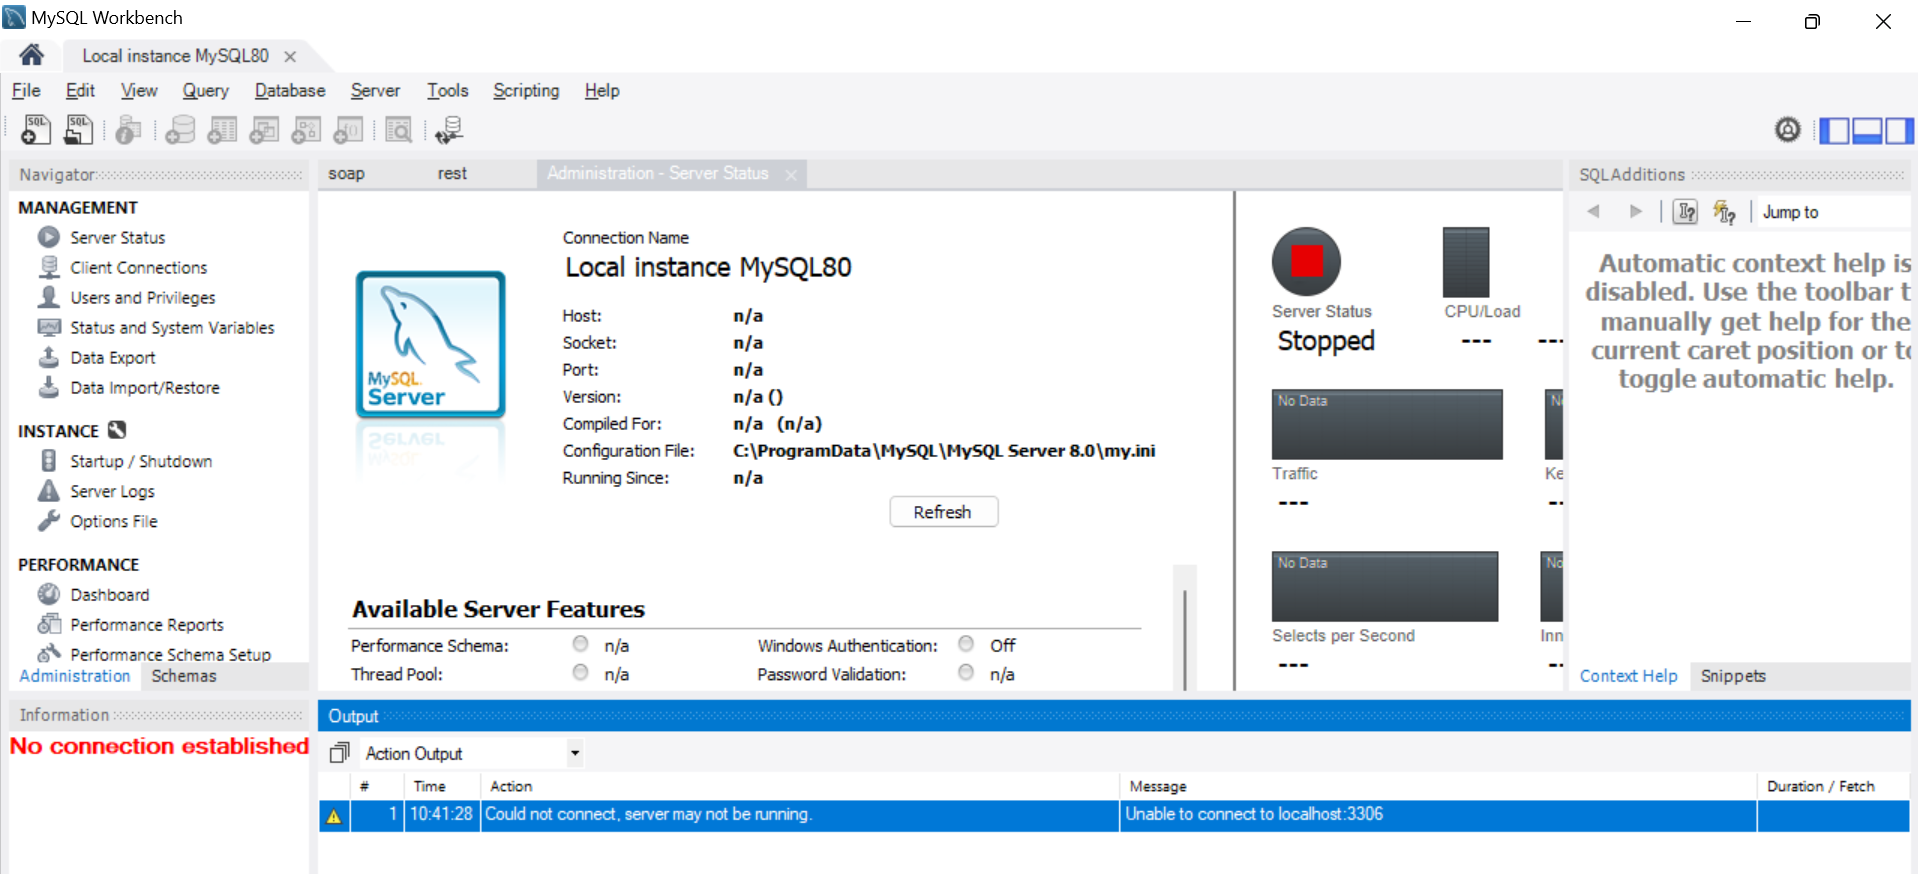 MySQL Workbench
Local instance MySQL80
File Edit View Query Database Server Tools Scripting Help
SQL SQL
Navigator
MANAGEMENT
Server Status
Client Connections
Users and Privileges
Status and System Variables
Data Export
Data Import/Restore
INSTANCE
Startup / Shutdown
Server Logs
Options File
PERFORMANCE
Dashboard
Performance Reports
Performance Schema Setup
Administration Schemas
Information
No connection established
soap rest Administration - Server Status
MySQL
Server
Connection Name
Local instance MySQL80
Host: n/a
Socket: n/a
Port: n/a
Version: n/a ()
Compiled For: n/a (n/a)
Configuration File: C:\ProgramData\MySQL\MySQL Server 8.0\my.ini
Running Since: n/a
Refresh
Available Server Features
Performance Schema: n/a Windows Authentication: Off
Thread Pool: n/a Password Validation: n/a
Server Status CPU/Load
Stopped --- ---
No Data No
Traffic Ke
--- --
No Data No
Selects per Second Inn
--- --
SQLAdditions
Jump to
Automatic context help is
disabled. Use the toolbar t
manually get help for the
current caret position or to
toggle automatic help.
Context Help Snippets
Output
Action Output
# Time Action Message Duration / Fetch
1 10:41:28 Could not connect, server may not be running. Unable to connect to localhost:3306